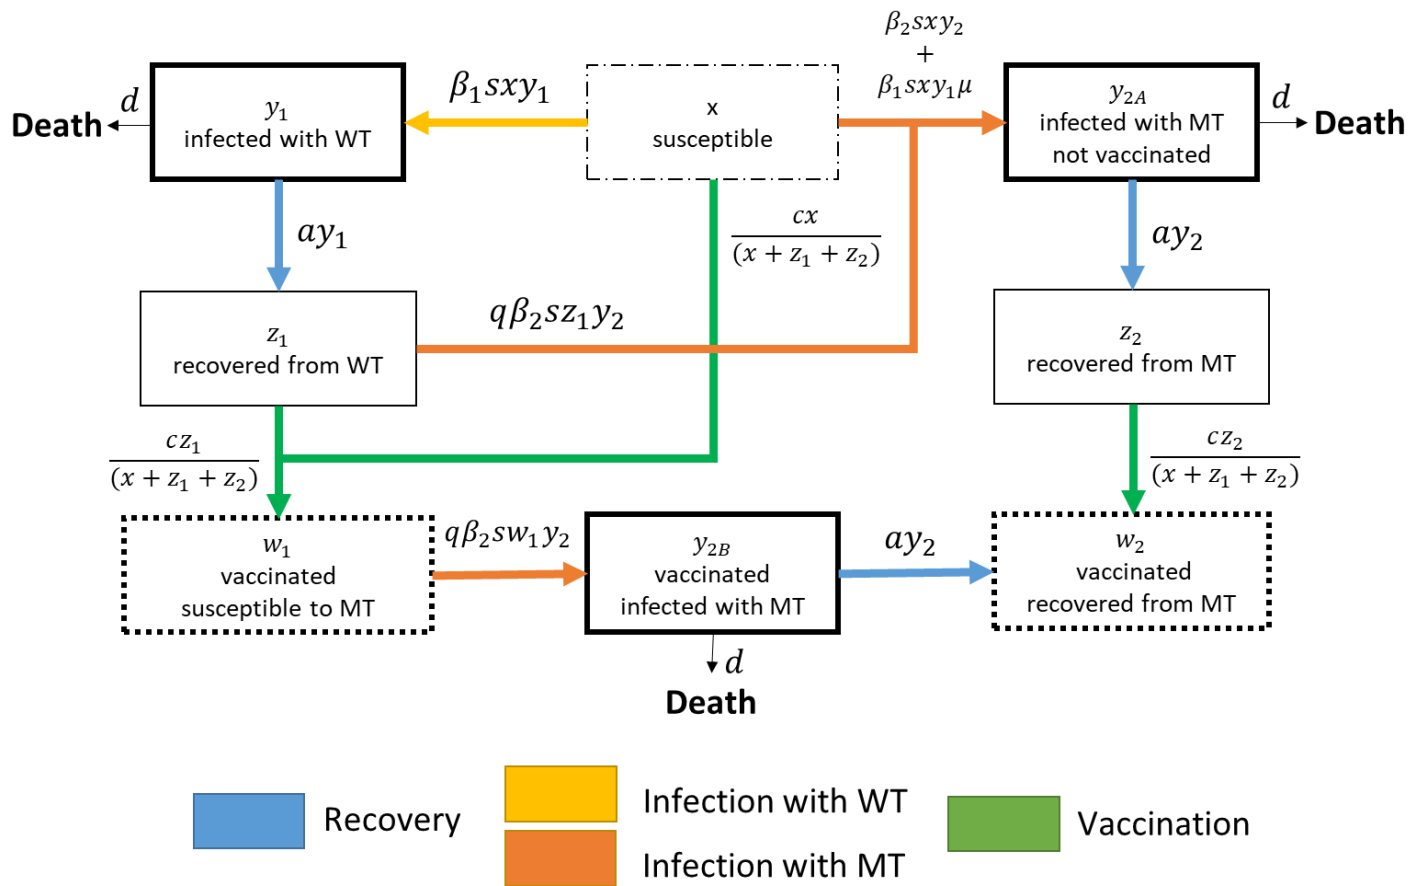 β₂sxy₂
+
β₁sxy₁μ
β₁sxy₁
d
Death
y₁
infected with WT
x
susceptible
y₂A
infected with MT
not vaccinated
d
Death
ay₁
cx
(x + z₁ + z₂)
ay₂
qβ₂sz₁y₂
z₁
recovered from WT
z₂
recovered from MT
cz₁
(x + z₁ + z₂)
cz₂
(x + z₁ + z₂)
w₁
vaccinated
susceptible to MT
qβ₂sw₁y₂
y₂B
vaccinated
infected with MT
ay₂
w₂
vaccinated
recovered from MT
d
Death
Recovery
Infection with WT
Infection with MT
Vaccination